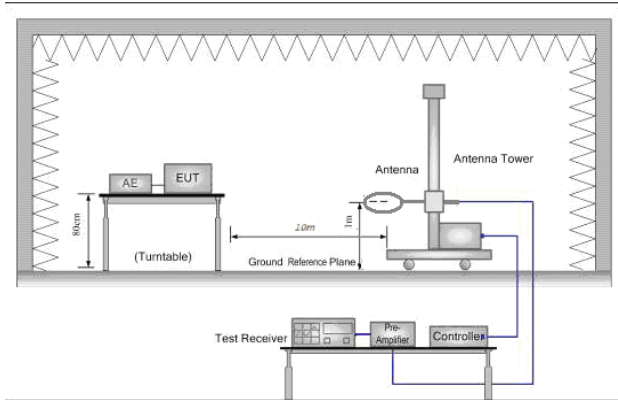 Antenna
Antenna Tower
AE
EUT
80cm
10m
1m
(Turntable)
Ground Reference Plane
Test Receiver
Pre-
Amplifier
Controller